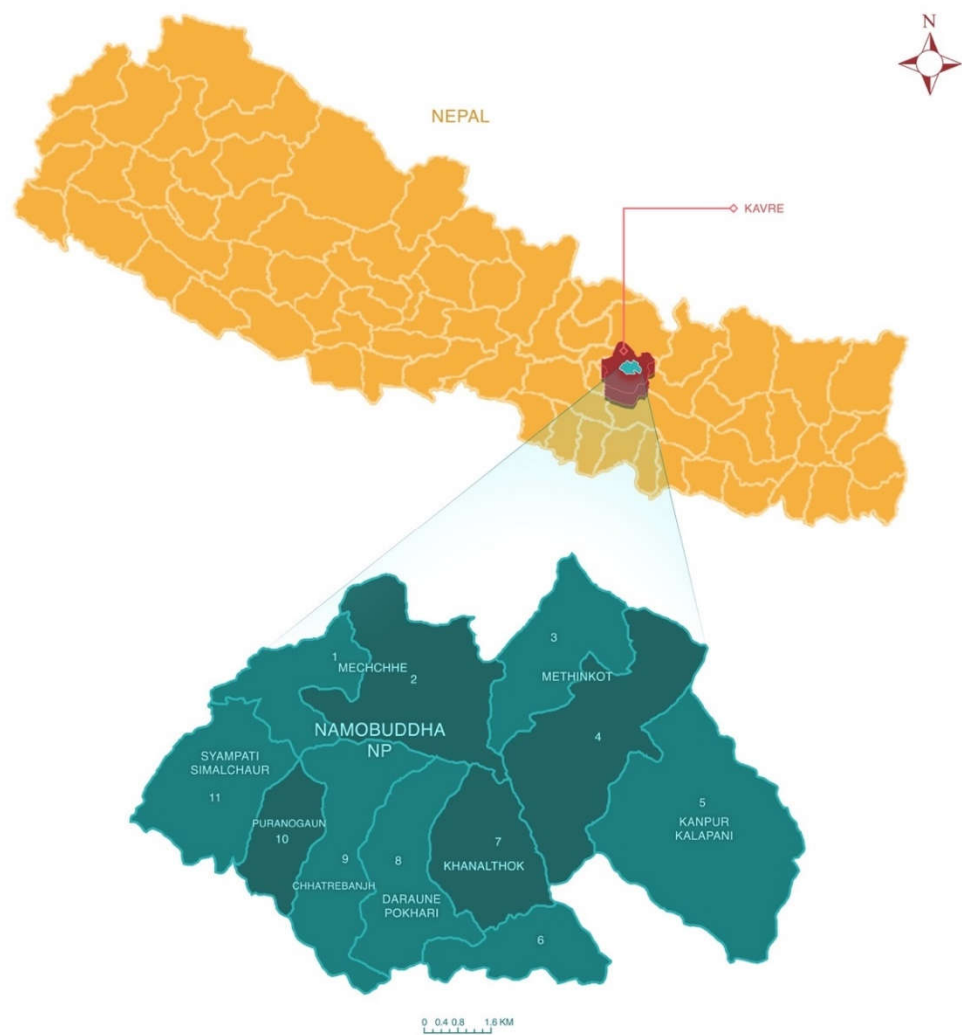 N
NEPAL
KAVRE
1
MECHCHHE
2
3
METHINKOT
4
NAMOBUDDHA
NP
SYAMPATI
SIMALCHAUR
11
PURANOGAUN
10
9
CHHATREBANJH
8
DARAUNE
POKHARI
7
KHANALTHOK
5
KANPUR
KALAPANI
6
0 0.4 0.8 1.6 KM